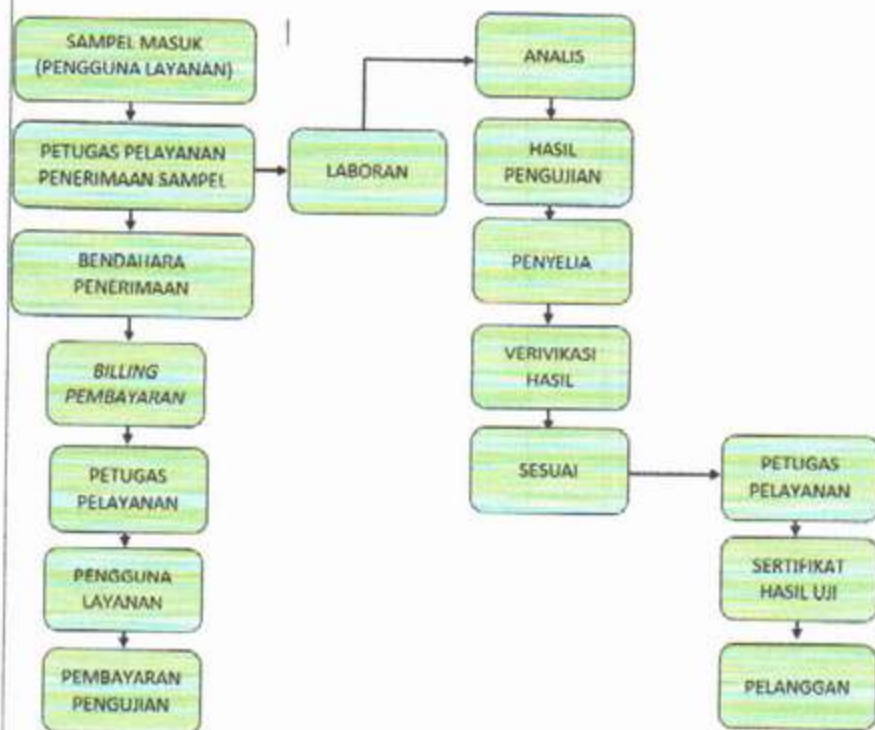 SAMPEL MASUK
(PENGGUNA LAYANAN)
PETUGAS PELAYANAN
PENERIMAAN SAMPEL
BENDAHARA
PENERIMAAN
BILLING
PEMBAYARAN
PETUGAS
PELAYANAN
PENGGUNA
LAYANAN
PEMBAYARAN
PENGUJIAN
LABORAN
ANALIS
HASIL
PENGUJIAN
PENYELIA
VERIVIKASI
HASIL
SESUAI
PETUGAS
PELAYANAN
SERTIFIKAT
HASIL UJI
PELANGGAN